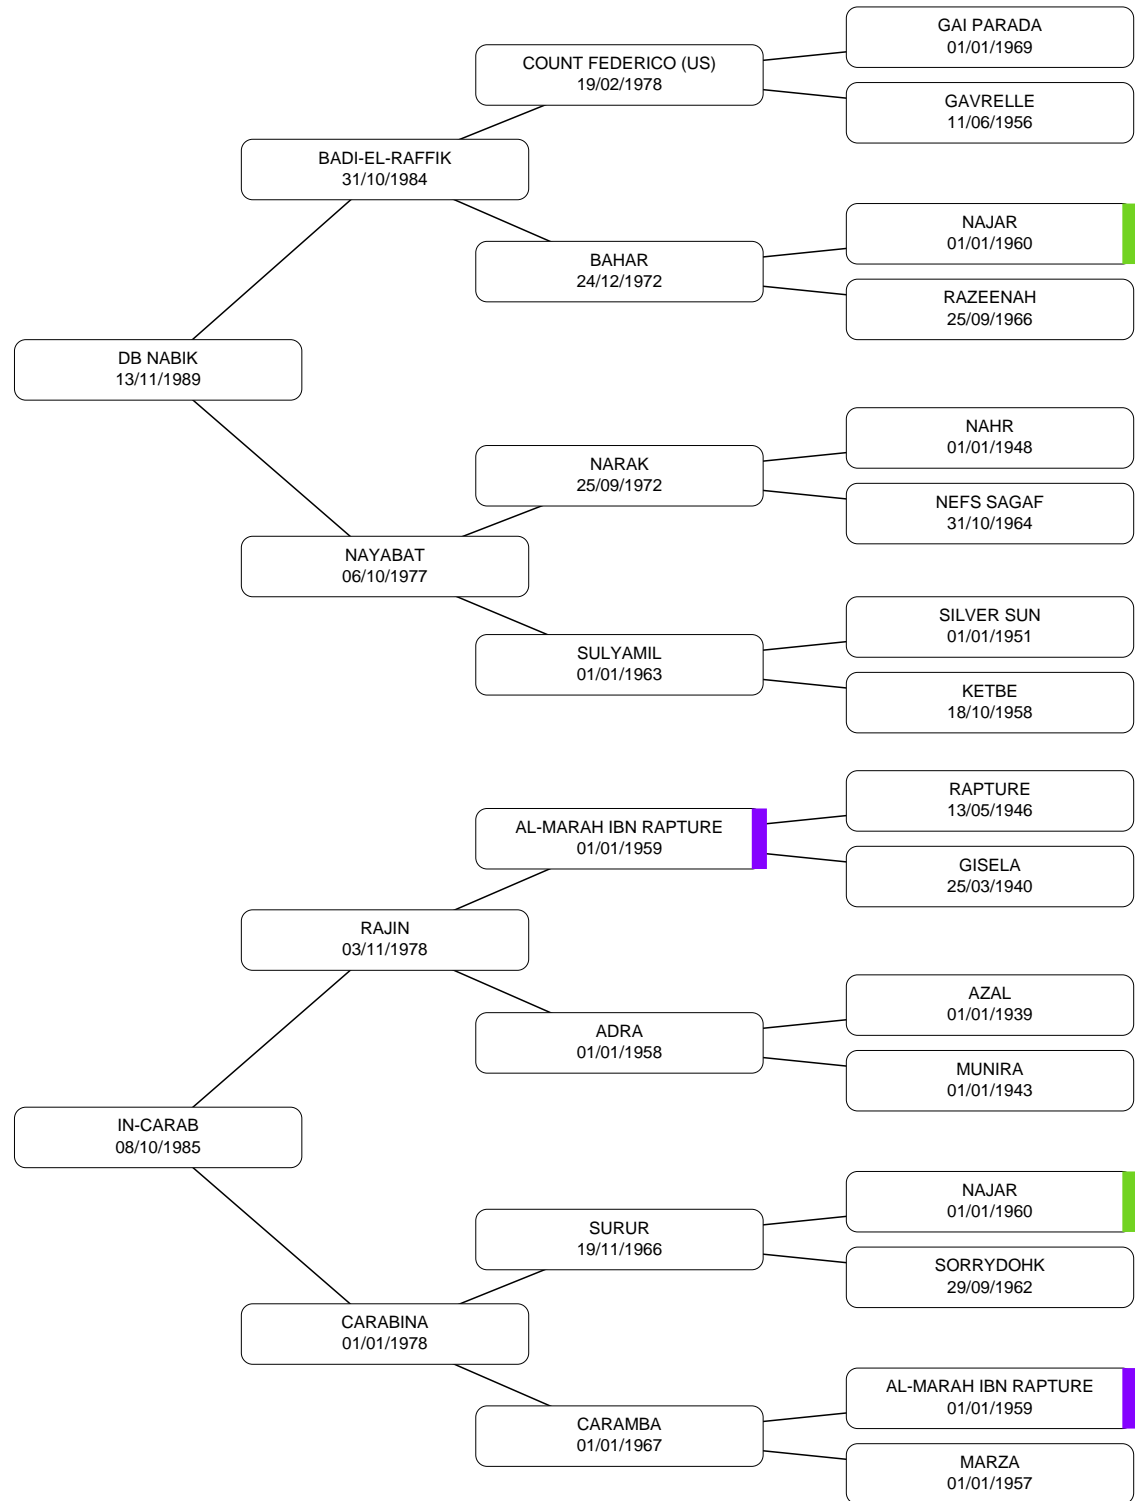 GAI PARADA
01/01/1969
COUNT FEDERICO (US)
19/02/1978
GAVRELLE
11/06/1956
BADI-EL-RAFFIK
31/10/1984
NAJAR
01/01/1960
BAHAR
24/12/1972
RAZEENAH
25/09/1966
DB NABIK
13/11/1989
NAHR
01/01/1948
NARAK
25/09/1972
NEFS SAGAF
31/10/1964
NAYABAT
06/10/1977
SILVER SUN
01/01/1951
SULYAMIL
01/01/1963
KETBE
18/10/1958
RAPTURE
13/05/1946
AL-MARAH IBN RAPTURE
01/01/1959
GISELA
25/03/1940
RAJIN
03/11/1978
AZAL
01/01/1939
ADRA
01/01/1958
MUNIRA
01/01/1943
IN-CARAB
08/10/1985
NAJAR
01/01/1960
SURUR
19/11/1966
SORRYDOHK
29/09/1962
CARABINA
01/01/1978
AL-MARAH IBN RAPTURE
01/01/1959
CARAMBA
01/01/1967
MARZA
01/01/1957